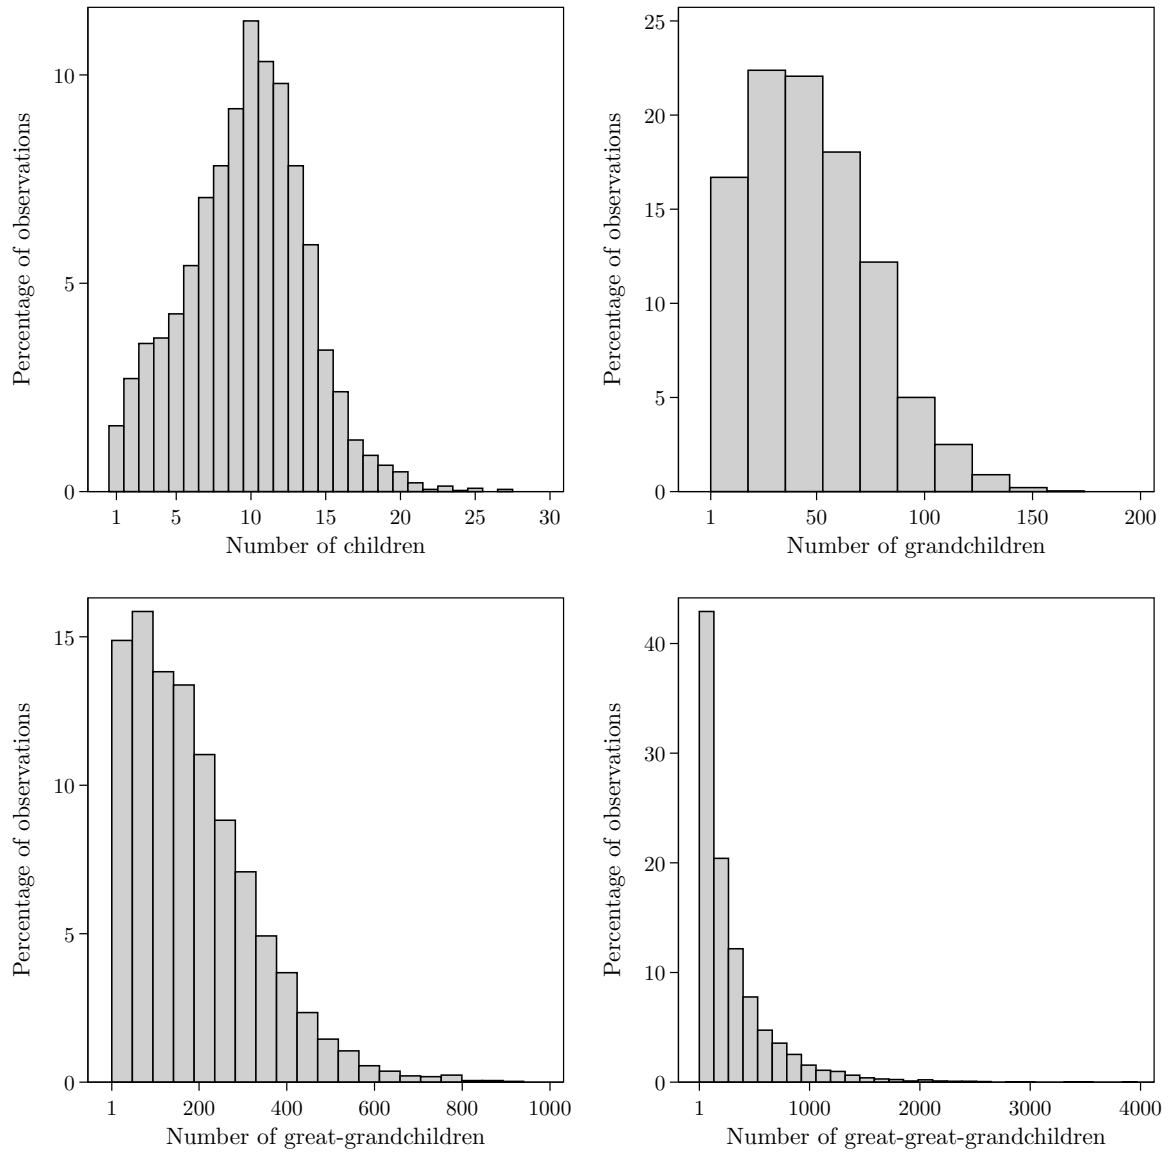 Percentage of observations
10
5
0
1 5 10 15 20 25 30
Number of children
Percentage of observations
25
20
15
10
5
0
1 50 100 150 200
Number of grandchildren
Percentage of observations
15
10
5
0
1 200 400 600 800 1000
Number of great-grandchildren
Percentage of observations
40
30
20
10
0
1 1000 2000 3000 4000
Number of great-great-grandchildren